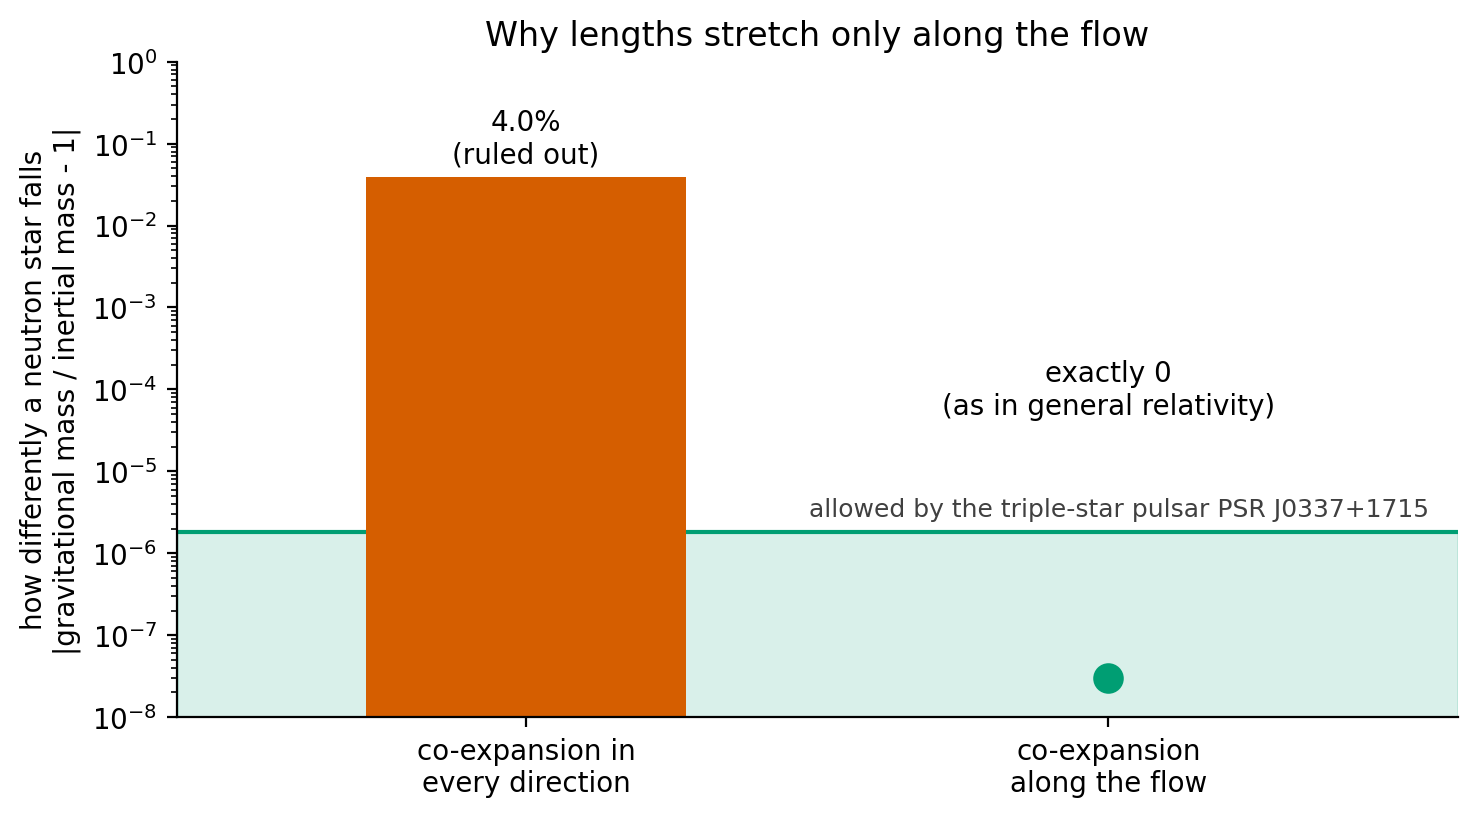 Why lengths stretch only along the flow
how differently a neutron star falls
|gravitational mass / inertial mass - 1|
10⁰
10⁻¹
10⁻²
10⁻³
10⁻⁴
10⁻⁵
10⁻⁶
10⁻⁷
10⁻⁸
4.0%
(ruled out)
exactly 0
(as in general relativity)
allowed by the triple-star pulsar PSR J0337+1715
co-expansion in
every direction
co-expansion
along the flow